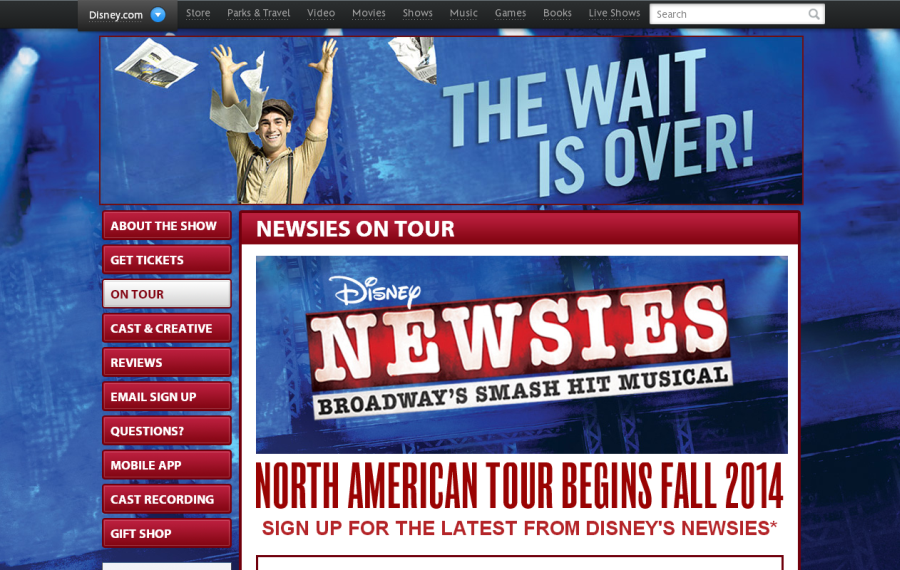 Disney.com
Store
Parks & Travel
Video
Movies
Shows
Music
Games
Books
Live Shows
Search
THE WAIT
IS OVER!
ABOUT THE SHOW
GET TICKETS
ON TOUR
CAST & CREATIVE
REVIEWS
EMAIL SIGN UP
QUESTIONS?
MOBILE APP
CAST RECORDING
GIFT SHOP
NEWSIES ON TOUR
DISNEY
NEWSIES
BROADWAY'S SMASH HIT MUSICAL
NORTH AMERICAN TOUR BEGINS FALL 2014
SIGN UP FOR THE LATEST FROM DISNEY'S NEWSIES*